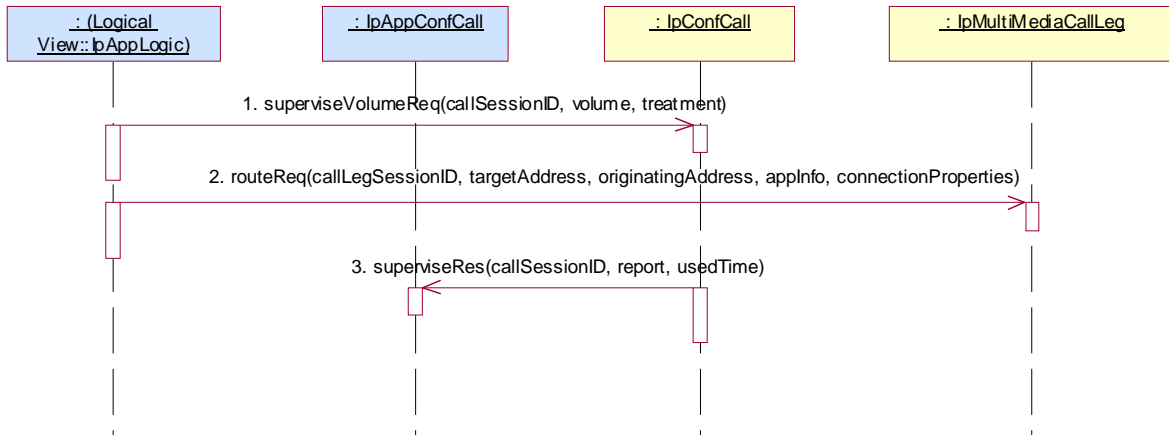 : (Logical
View::IpAppLogic)
: IpAppConfCall
: IpConfCall
: IpMultiMediaCallLeg
1. superviseVolumeReq(callSessionID, volume, treatment)
2. routeReq(callLegSessionID, targetAddress, originatingAddress, appInfo, connectionProperties)
3. superviseRes(callSessionID, report, usedTime)